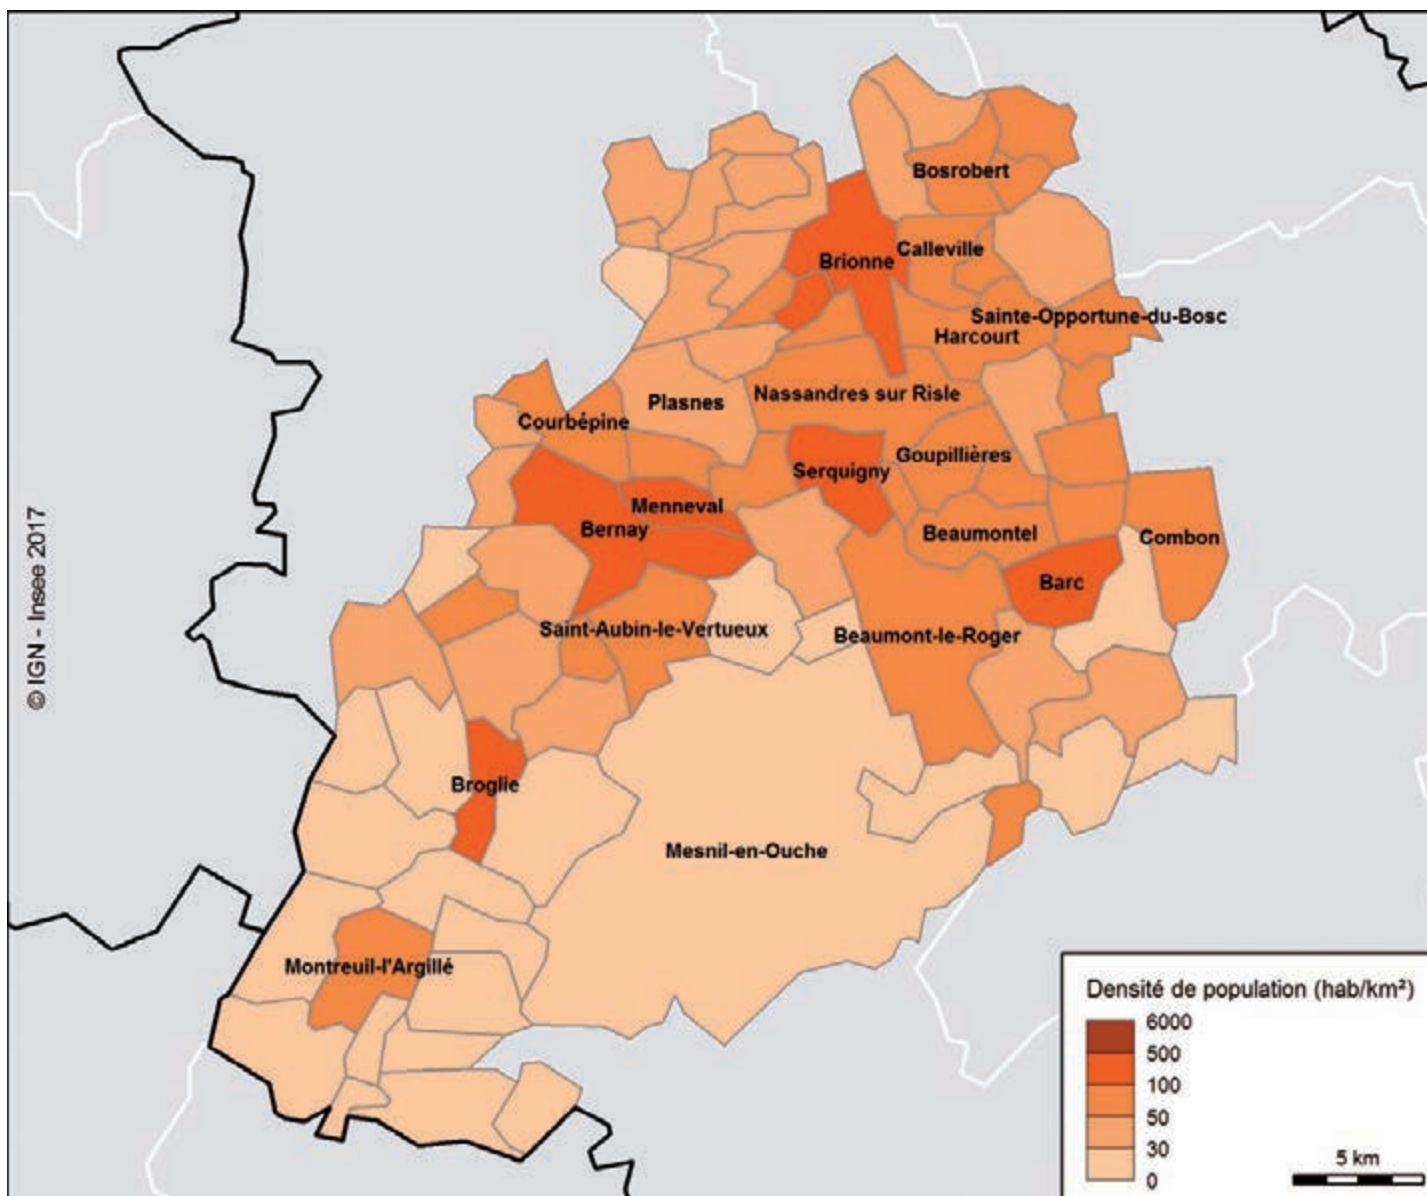 Bosrobert
Calleville
Brionne
Sainte-Opportune-du-Bosc
Harcourt
Nassandres sur Risle
Plasnes
Courbépine
Goupillières
Serquigny
Menneval
Bernay
Beaumontel
Combon
Barc
© IGN - Insee 2017
Saint-Aubin-le-Vertueux
Beaumont-le-Roger
Broglie
Mesnil-en-Ouche
Montreuil-l'Argillé
Densité de population (hab/km²)
6000
500
100
50
30
0
5 km